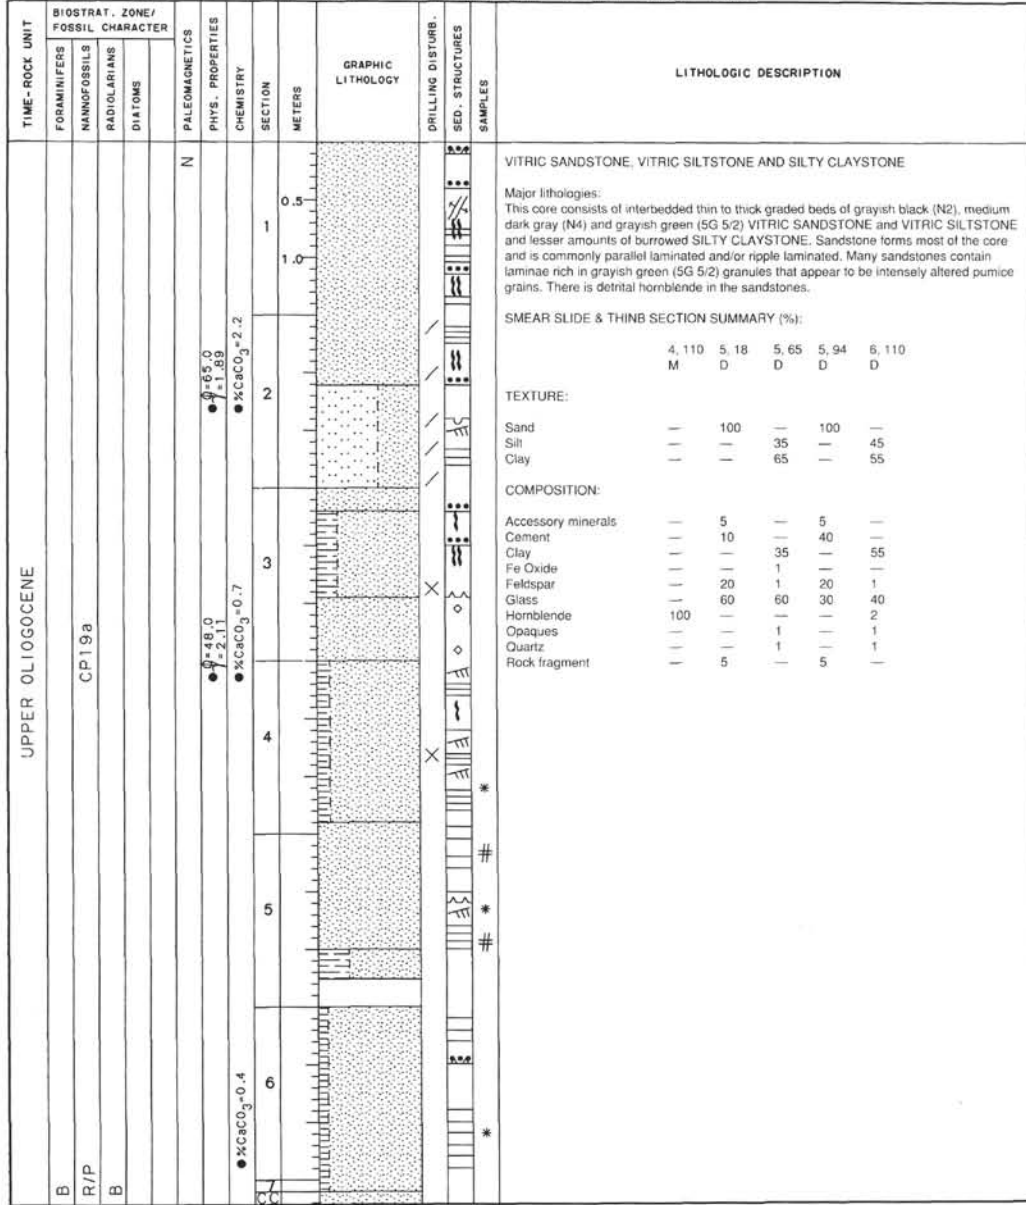 TIME-ROCK UNIT
BIOSTRAT. ZONE/
FOSSIL CHARACTER
FORAMINIFERS
NANNOFOSSILS
RADIOLARIANS
DIATOMS
PALEOMAGNETICS
PHYS. PROPERTIES
CHEMISTRY
SECTION
METERS
GRAPHIC
LITHOLOGY
DRILLING DISTURB.
SED. STRUCTURES
SAMPLES
LITHOLOGIC DESCRIPTION
UPPER OLIOGOCENE
B
R/P
CP19a
B
N
●φ=65.0
γ=1.89
●φ=48.0
γ=2.11
●%CaCO₃=2.2
●%CaCO₃=0.7
●%CaCO₃=0.4
1
2
3
4
5
6
7
CC
0.5
1.0
*
#
*
#
*
VITRIC SANDSTONE, VITRIC SILTSTONE AND SILTY CLAYSTONE
Major lithologies:
This core consists of interbedded thin to thick graded beds of grayish black (N2), medium
dark gray (N4) and grayish green (5G 5/2) VITRIC SANDSTONE and VITRIC SILTSTONE
and lesser amounts of burrowed SILTY CLAYSTONE. Sandstone forms most of the core
and is commonly parallel laminated and/or ripple laminated. Many sandstones contain
laminae rich in grayish green (5G 5/2) granules that appear to be intensely altered pumice
grains. There is detrital hornblende in the sandstones.
SMEAR SLIDE & THINB SECTION SUMMARY (%):
4, 110 5, 18 5, 65 5, 94 6, 110
M D D D D
TEXTURE:
Sand — 100 — 100 —
Silt — — 35 — 45
Clay — — 65 — 55
COMPOSITION:
Accessory minerals — 5 — 5 —
Cement — 10 — 40 —
Clay — — 35 — 55
Fe Oxide — — 1 — —
Feldspar — 20 1 20 1
Glass — 60 60 30 40
Hornblende 100 — — — 2
Opaques — — 1 — 1
Quartz — — 1 — 1
Rock fragment — 5 — 5 —